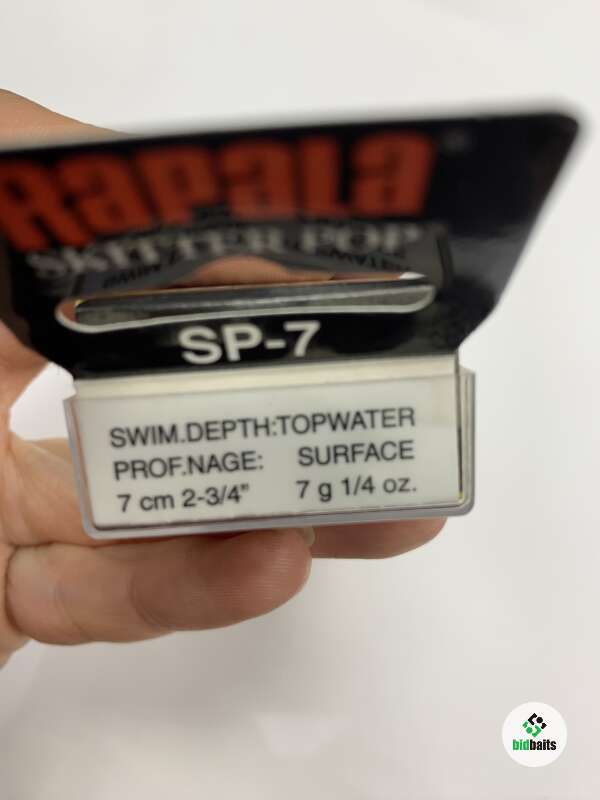 Rapala®
SKITTER POP
SP-7
SWIM.DEPTH:TOPWATER
PROF.NAGE: SURFACE
7 cm 2-3/4" 7 g 1/4 oz.
bidbaits